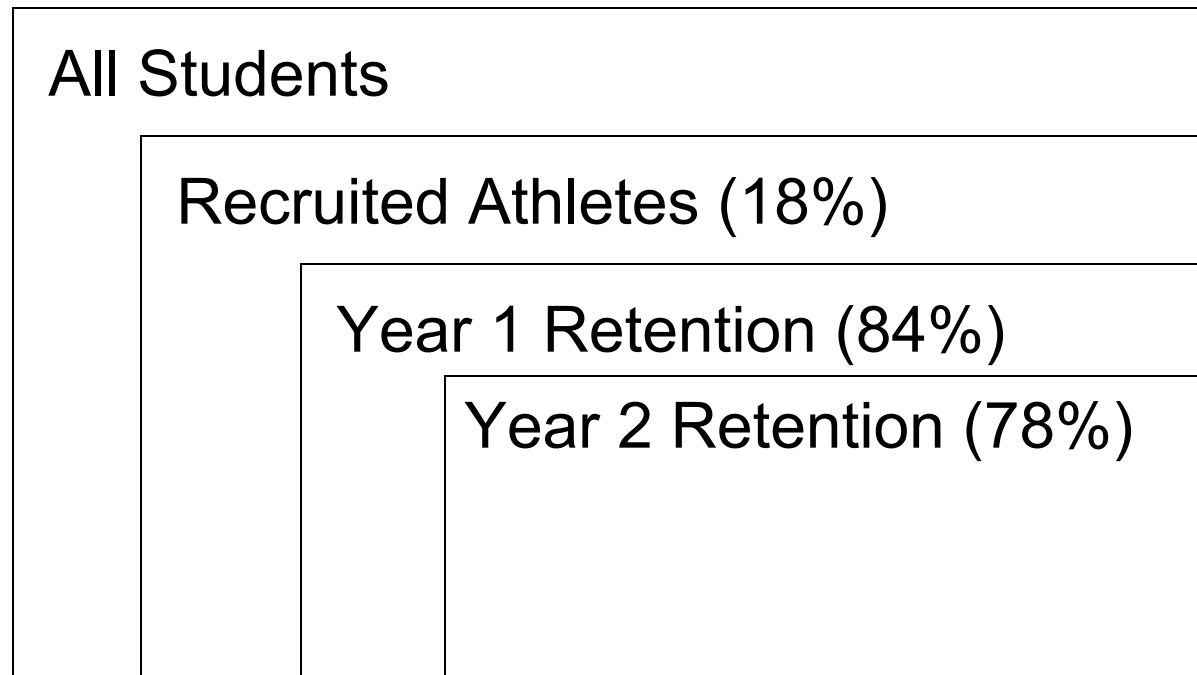 All Students
Recruited Athletes (18%)
Year 1 Retention (84%)
Year 2 Retention (78%)